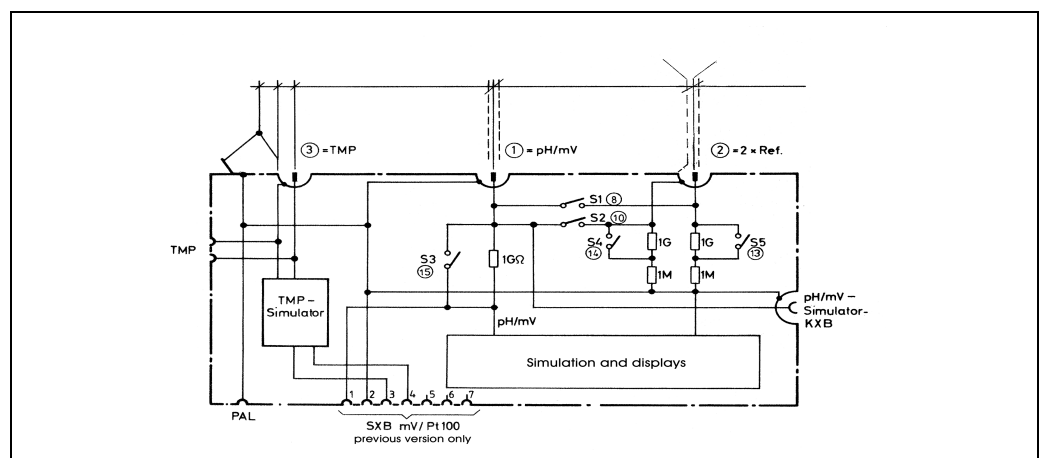 ③ = TMP
① = pH/mV
② = 2 × Ref.
S1 ⑧
S2 ⑩
S4
⑭
1G
1G
S5
⑬
TMP
S3
⑮
1GΩ
1M
1M
TMP –
Simulator
pH/mV –
Simulator-
KXB
pH/mV
Simulation and displays
1 2 3 4 5 6 7
PAL
SXB mV/ Pt100
previous version only